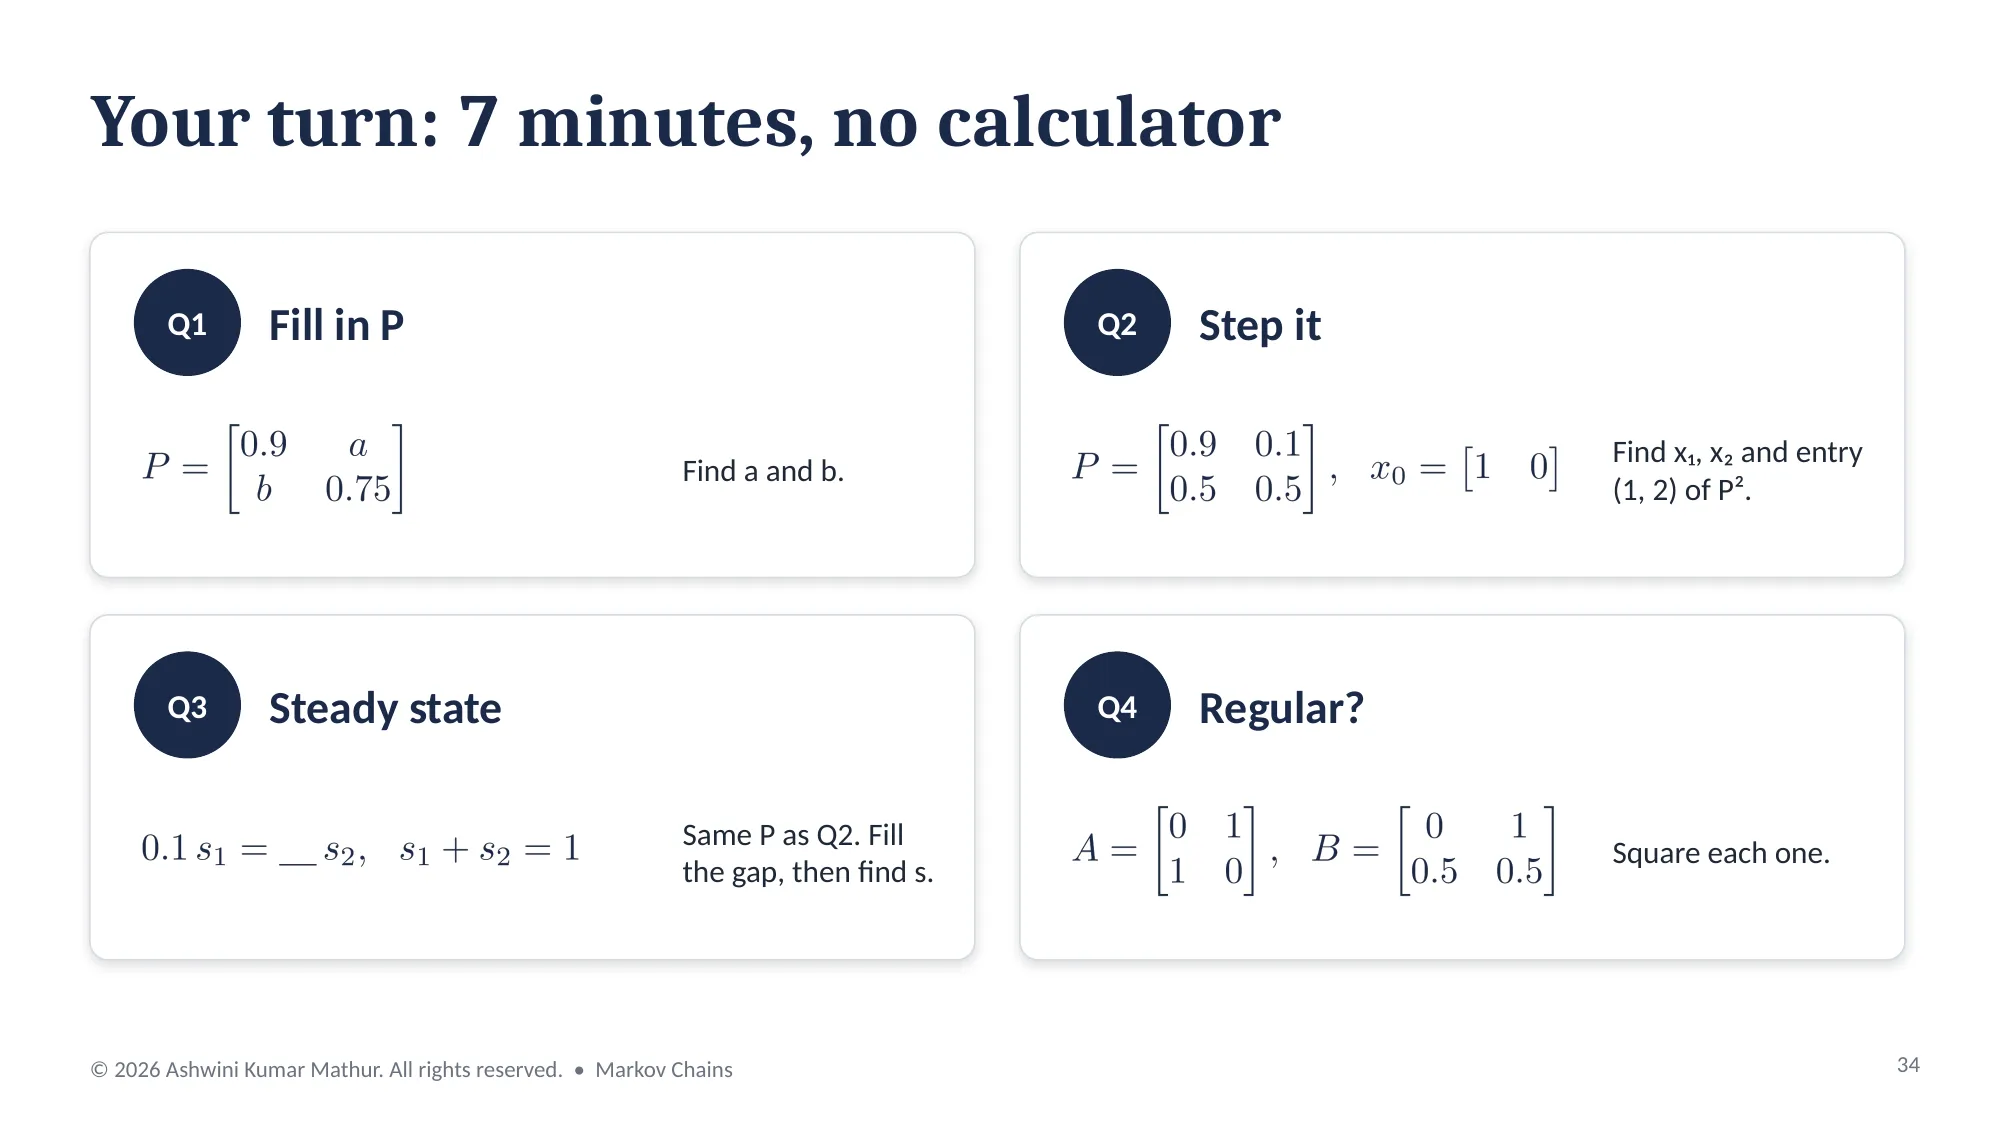 Your turn: 7 minutes, no calculator
Q1 Fill in P
P = [0.9 a
b 0.75]
Find a and b.
Q2 Step it
P = [0.9 0.1
0.5 0.5], x₀ = [1 0]
Find x₁, x₂ and entry
(1, 2) of P².
Q3 Steady state
0.1 s₁ = __ s₂, s₁ + s₂ = 1
Same P as Q2. Fill
the gap, then find s.
Q4 Regular?
A = [0 1
1 0], B = [0 1
0.5 0.5]
Square each one.
© 2026 Ashwini Kumar Mathur. All rights reserved. • Markov Chains
34